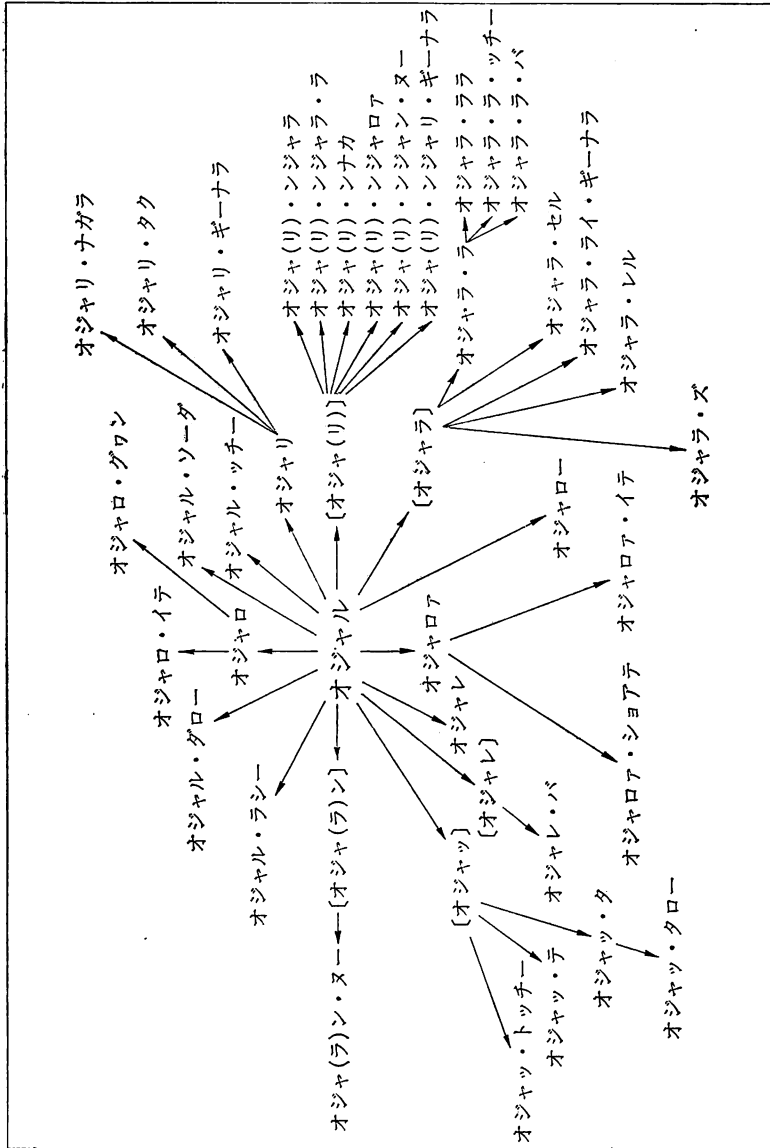 オジャリ・ナガラ
オジャロ・グヮン
オジャリ・タク
オジャロ・イテ
オジャル・ソーダ
オジャル・ダロー
オジャリ・ギーナラ
オジャル・ッチー
オジャロ
オジャル・ラシー
オジャリ
オジャ(リ)・ンジャラ
オジャ(リ)・ンジャラ・ラ
オジャ(リ)・ンナカ
オジャ(リ)・ンジャロァ
オジャ(リ)・ンジャン・ヌー
オジャ(リ)・ンジャリ・ギーナラ
オジャ(ラ)ン・ヌー
〔オジャ(ラ)ン〕
オジャル
〔オジャ(リ)〕
〔オジャラ〕
オジャロァ
オジャレ
〔オジャッ〕
オジャラ・ラ
オジャラ・ララ
オジャラ・ラ・ッチー
オジャラ・ラ・バ
〔オジャレ〕
オジャッ・トッチー
オジャレ・バ
オジャッ・テ
オジャロー
オジャラ・セル
オジャラ・ライ・ギーナラ
オジャッ・タ
オジャロァ・ショアテ
オジャロァ・イテ
オジャラ・レル
オジャッ・タロー
オジャラ・ズ